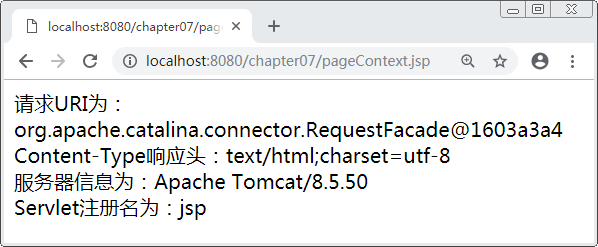 localhost:8080/chapter07/pag
localhost:8080/chapter07/pageContext.jsp
请求URI为：
org.apache.catalina.connector.RequestFacade@1603a3a4
Content-Type响应头：text/html;charset=utf-8
服务器信息为：Apache Tomcat/8.5.50
Servlet注册名为：jsp